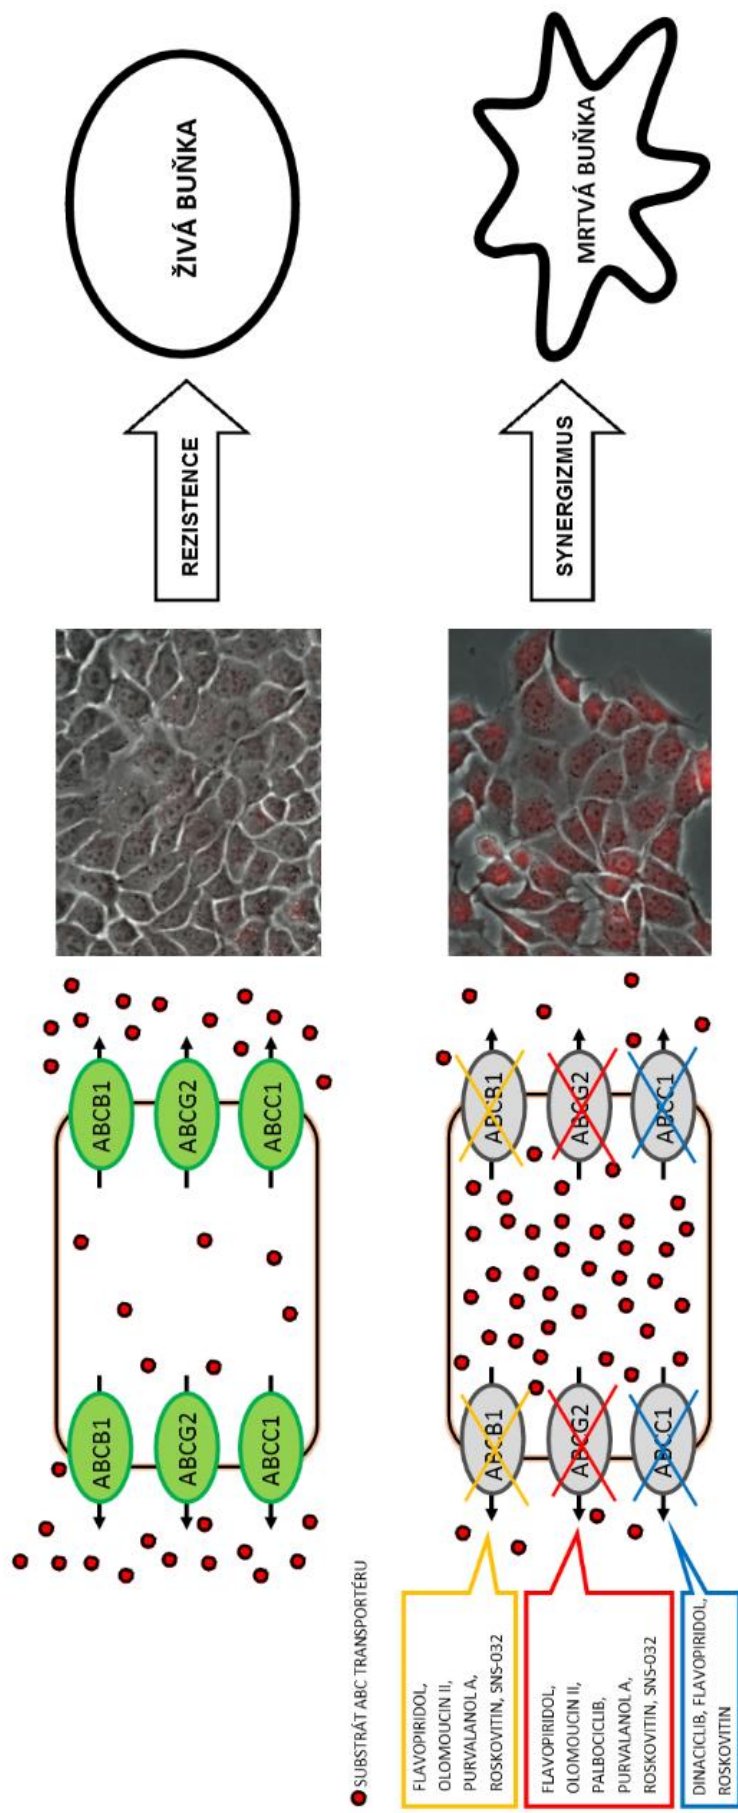 ABCB1
ABCG2
ABCC1
ABCB1
ABCG2
ABCC1
REZISTENCE
ŽIVÁ BUŇKA
SUBSTRÁT ABC TRANSPORTÉRU
FLAVOPIRIDOL,
OLOMOUCIN II,
PURVALANOL A,
ROSKOVITIN, SNS-032
FLAVOPIRIDOL,
OLOMOUCIN II,
PALBOCICLIB,
PURVALANOL A,
ROSKOVITIN, SNS-032
DINACICLIB, FLAVOPIRIDOL,
ROSKOVITIN
ABCB1
ABCG2
ABCC1
ABCB1
ABCG2
ABCC1
SYNERGIZMUS
MRTVÁ BUŇKA